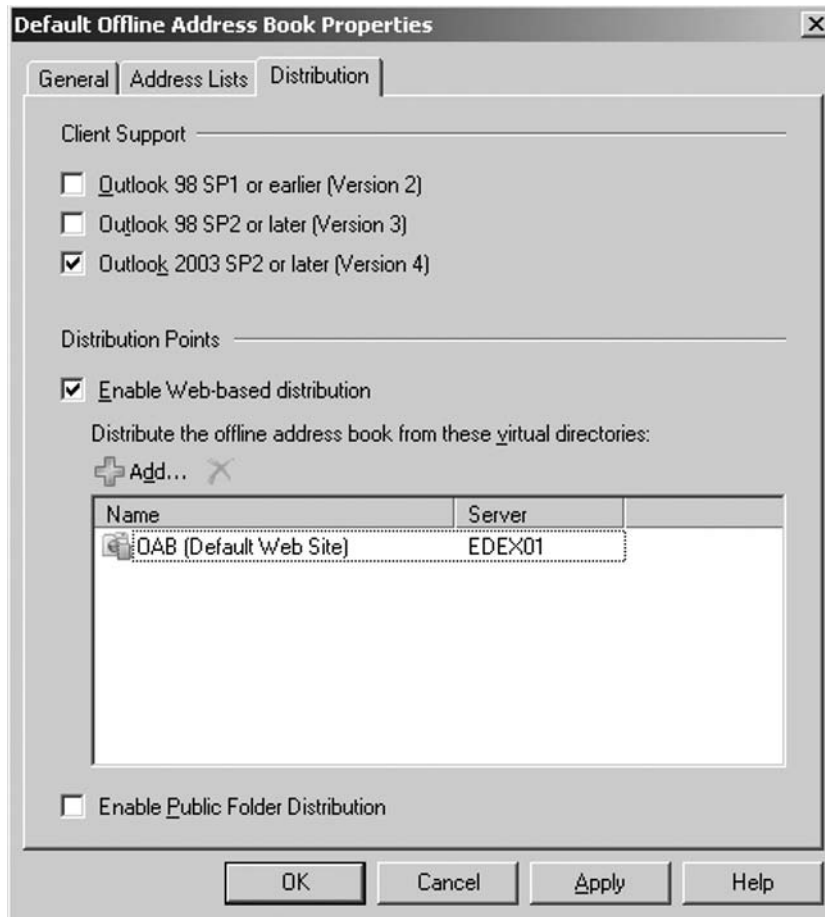 Default Offline Address Book Properties
General Address Lists Distribution
Client Support
Outlook 98 SP1 or earlier (Version 2)
Outlook 98 SP2 or later (Version 3)
Outlook 2003 SP2 or later (Version 4)
Distribution Points
Enable Web-based distribution
Distribute the offline address book from these virtual directories:
Add...
Name Server
OAB (Default Web Site) EDEX01
Enable Public Folder Distribution
OK Cancel Apply Help